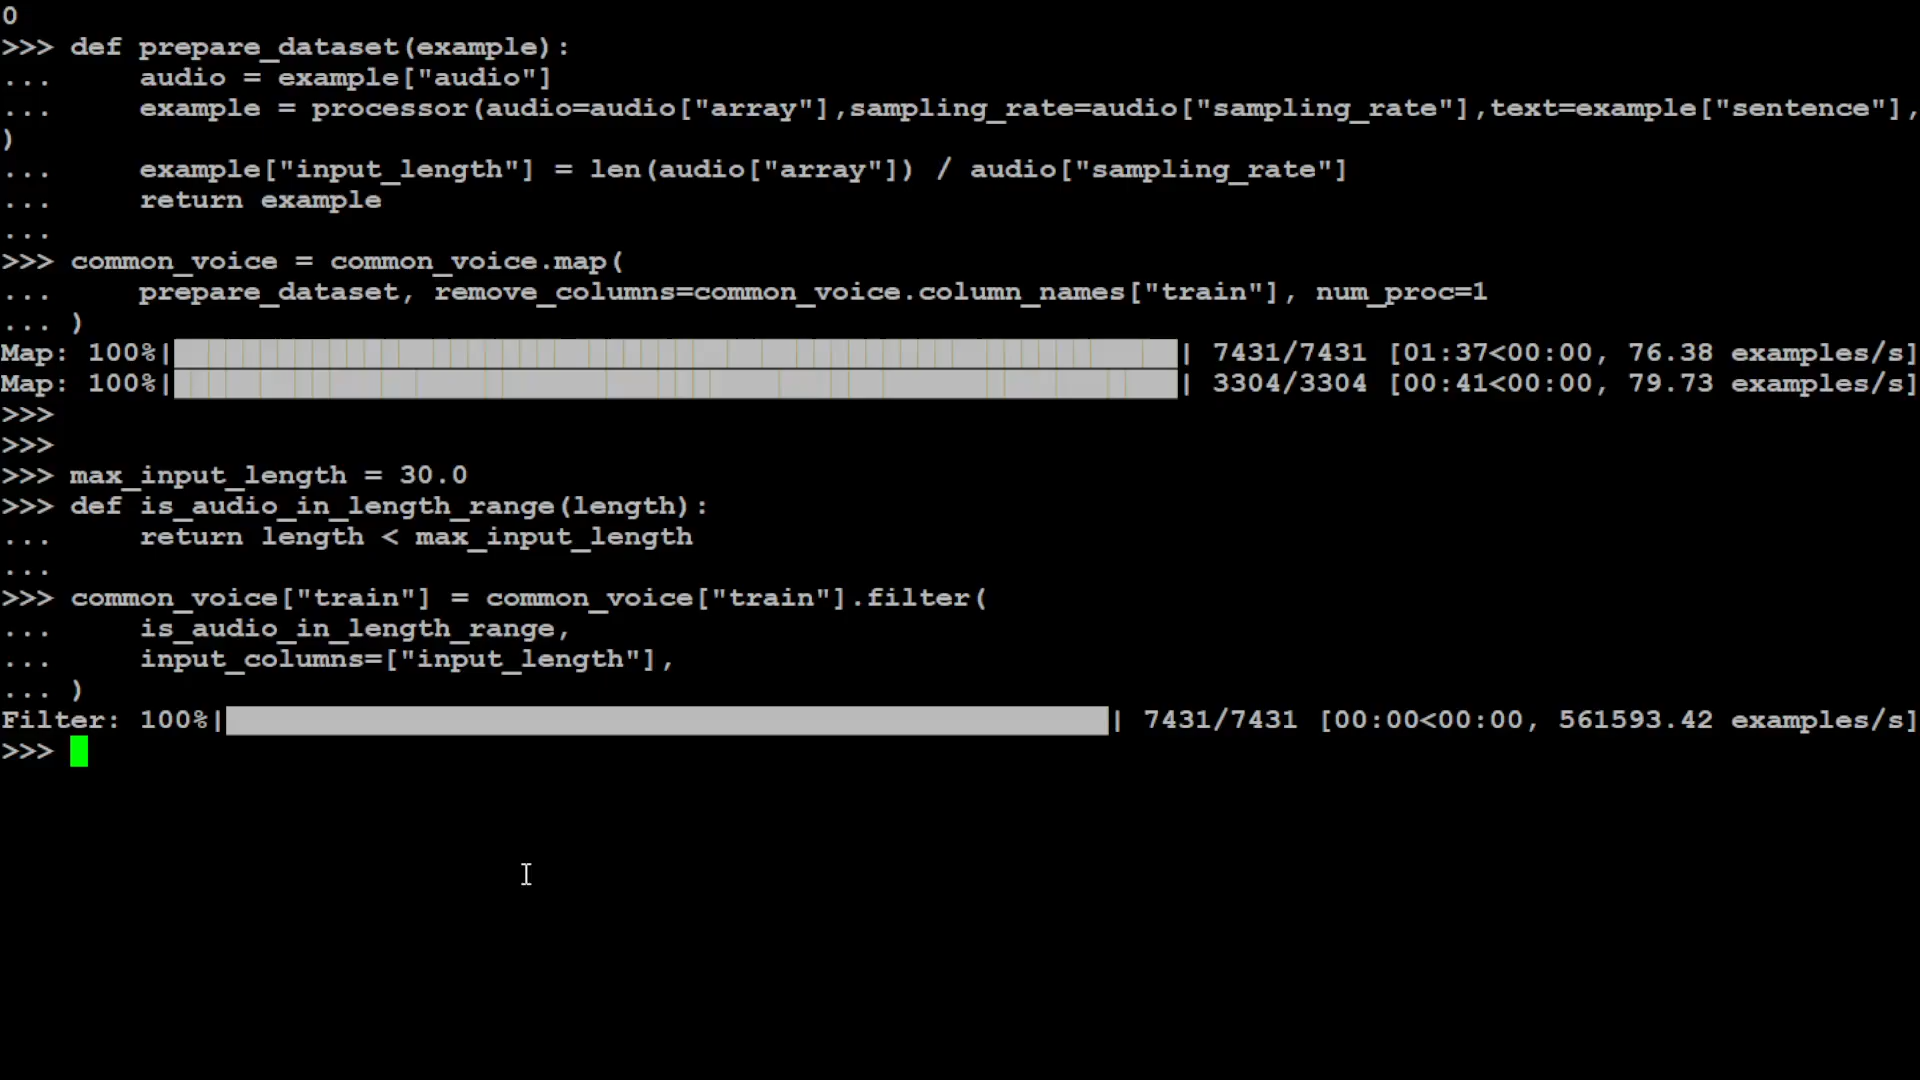 0
>>> def prepare_dataset(example):
...     audio = example["audio"]
...     example = processor(audio=audio["array"],sampling_rate=audio["sampling_rate"],text=example["sentence"],
)
...     example["input_length"] = len(audio["array"]) / audio["sampling_rate"]
...     return example
...
>>> common_voice = common_voice.map(
...     prepare_dataset, remove_columns=common_voice.column_names["train"], num_proc=1
... )
Map: 100%|| 7431/7431 [01:37<00:00, 76.38 examples/s]
Map: 100%|| 3304/3304 [00:41<00:00, 79.73 examples/s]
>>>
>>>
>>> max_input_length = 30.0
>>> def is_audio_in_length_range(length):
...     return length < max_input_length
...
>>> common_voice["train"] = common_voice["train"].filter(
...     is_audio_in_length_range,
...     input_columns=["input_length"],
... )
Filter: 100%|| 7431/7431 [00:00<00:00, 561593.42 examples/s]
>>>